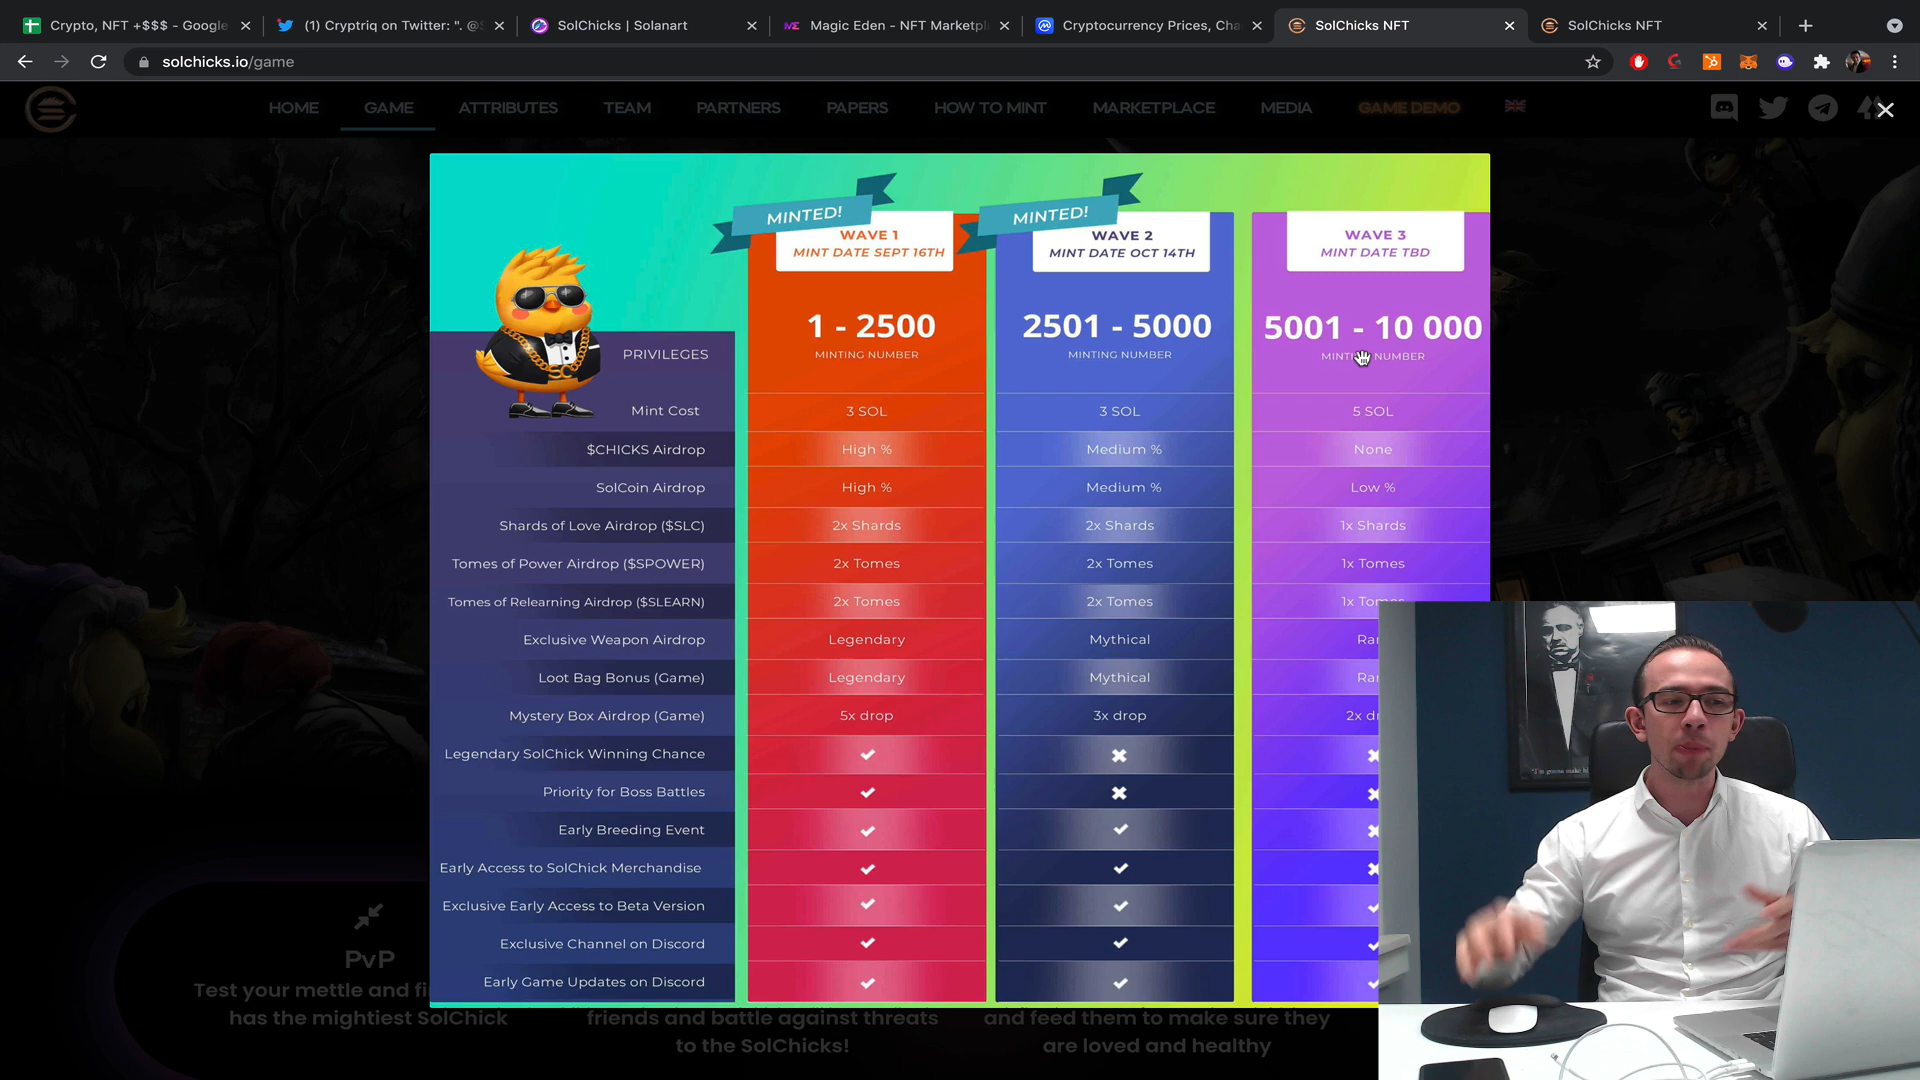 Crypto, NFT +$$$ - Google
(1) Cryptriq on Twitter: ". @S
SolChicks | Solanart
Magic Eden - NFT Marketpl
Cryptocurrency Prices, Cha
SolChicks NFT
SolChicks NFT
solchicks.io/game
HOME
GAME
ATTRIBUTES
TEAM
PARTNERS
PAPERS
HOW TO MINT
MARKETPLACE
MEDIA
GAME DEMO
MINTED!
WAVE 1
MINT DATE SEPT 16TH
MINTED!
WAVE 2
MINT DATE OCT 14TH
WAVE 3
MINT DATE TBD
PRIVILEGES
1 - 2500
MINTING NUMBER
2501 - 5000
MINTING NUMBER
5001 - 10 000
NUMBER
Mint Cost 3 SOL 3 SOL 5 SOL
$CHICKS Airdrop High % Medium % None
SolCoin Airdrop High % Medium % Low %
Shards of Love Airdrop ($SLC) 2x Shards 2x Shards 1x Shards
Tomes of Power Airdrop ($SPOWER) 2x Tomes 2x Tomes 1x Tomes
Tomes of Relearning Airdrop ($SLEARN) 2x Tomes 2x Tomes 1x Tomes
Exclusive Weapon Airdrop Legendary Mythical
Loot Bag Bonus (Game) Legendary Mythical
Mystery Box Airdrop (Game) 5x drop 3x drop 2x
Legendary SolChick Winning Chance
Priority for Boss Battles
Early Breeding Event
Early Access to SolChick Merchandise
Exclusive Early Access to Beta Version
Exclusive Channel on Discord
Early Game Updates on Discord
PvP
Test your mettle and
has the mightiest SolChick
friends and battle against threats
to the SolChicks!
and feed them to make sure they
are loved and healthy
"I'm gonna make